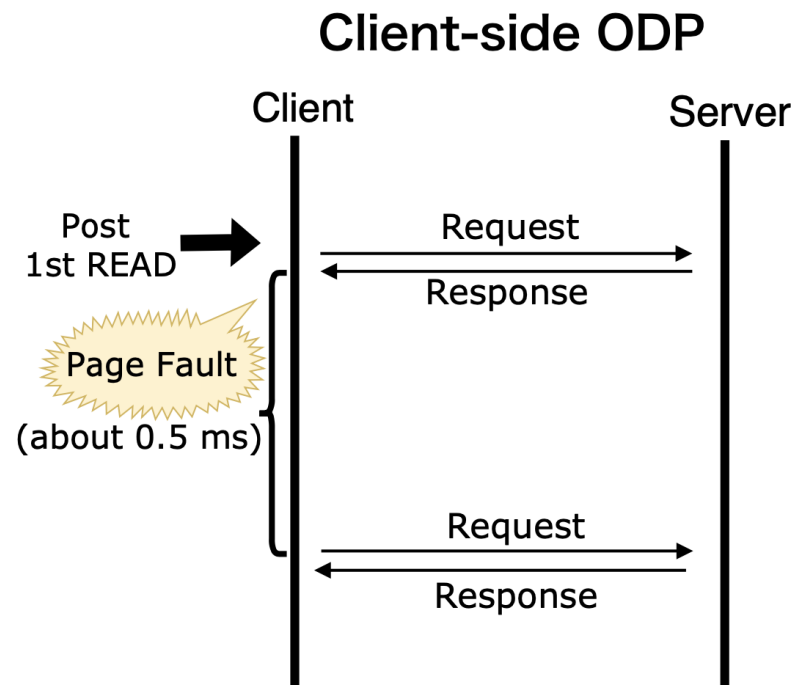 Client-side ODP
Client
Server
Post
1st READ
Request
Response
Page Fault
(about 0.5 ms)
Request
Response